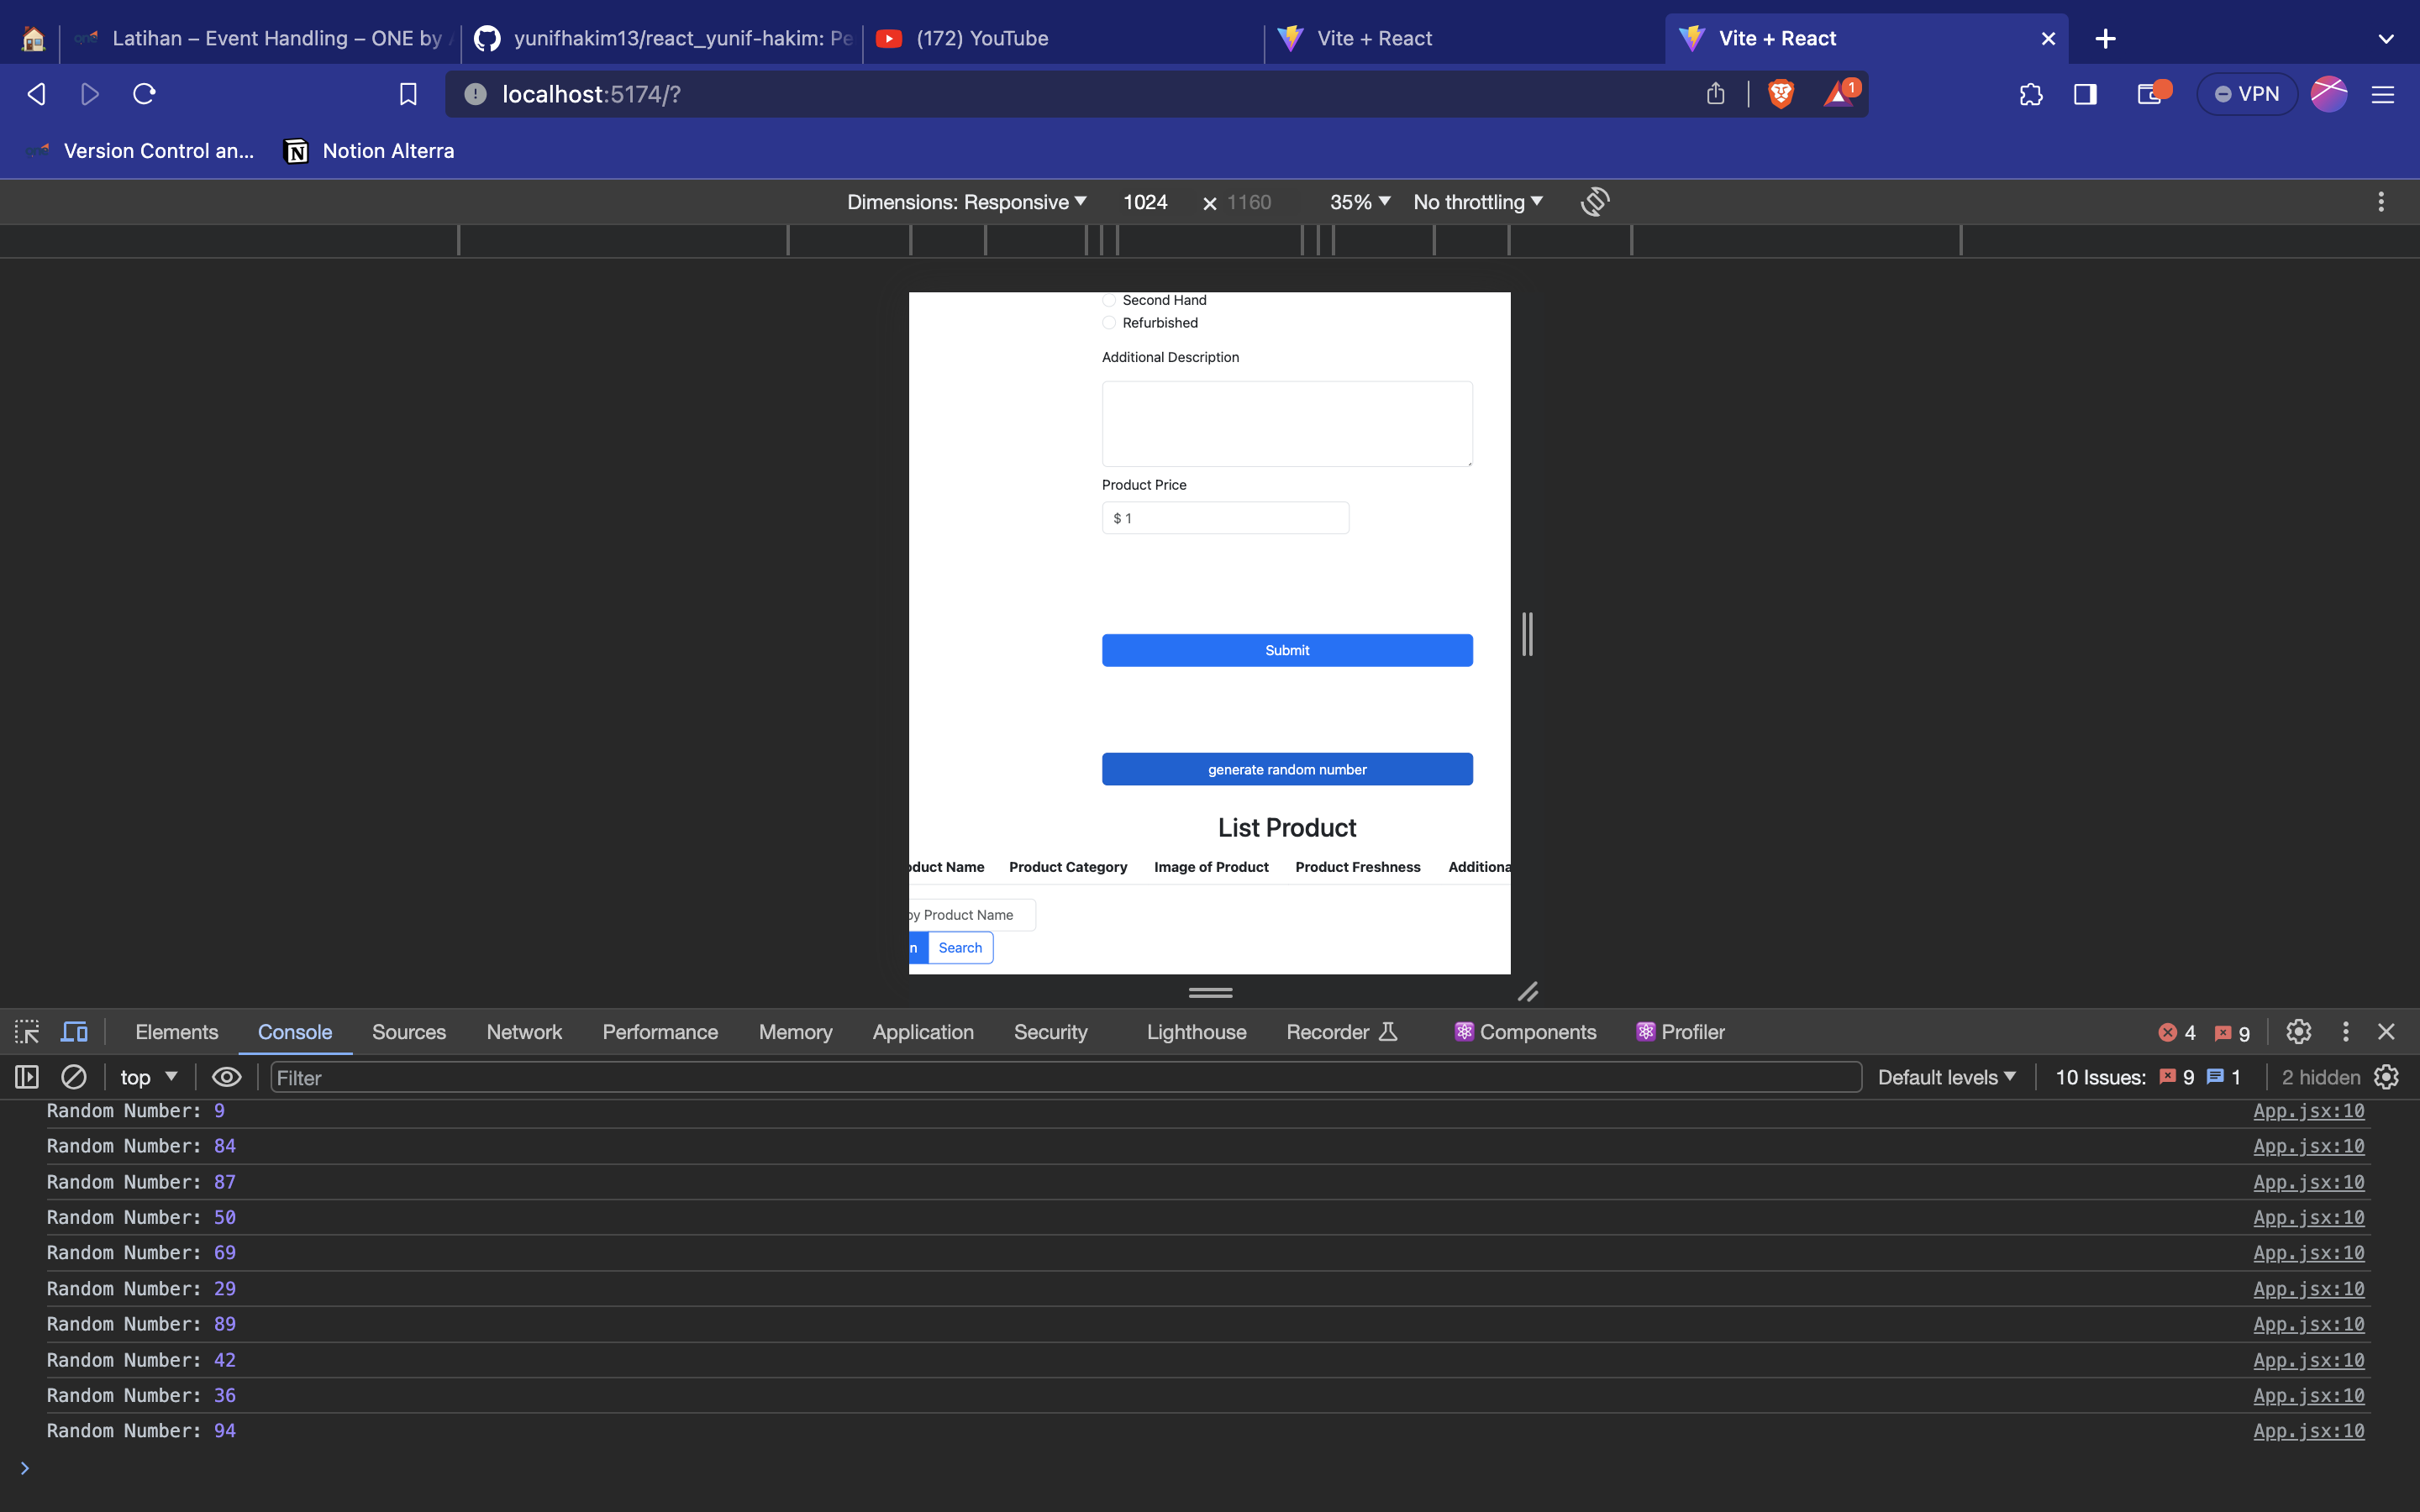 Latihan – Event Handling – ONE by
yunifhakim13/react_yunif-hakim: Pe
(172) YouTube
Vite + React
Vite + React
localhost:5174/?
1
VPN
Version Control an...
Notion Alterra
Dimensions: Responsive
1024 × 1160
35%
No throttling
Second Hand
Refurbished
Additional Description
Product Price
$ 1
Submit
generate random number
List Product
oduct Name Product Category Image of Product Product Freshness Additiona
by Product Name
n Search
Elements Console Sources Network Performance Memory Application Security Lighthouse Recorder Components Profiler 4 9
top Filter Default levels 10 Issues: 9 1 2 hidden
Random Number: 9 App.jsx:10
Random Number: 84 App.jsx:10
Random Number: 87 App.jsx:10
Random Number: 50 App.jsx:10
Random Number: 69 App.jsx:10
Random Number: 29 App.jsx:10
Random Number: 89 App.jsx:10
Random Number: 42 App.jsx:10
Random Number: 36 App.jsx:10
Random Number: 94 App.jsx:10